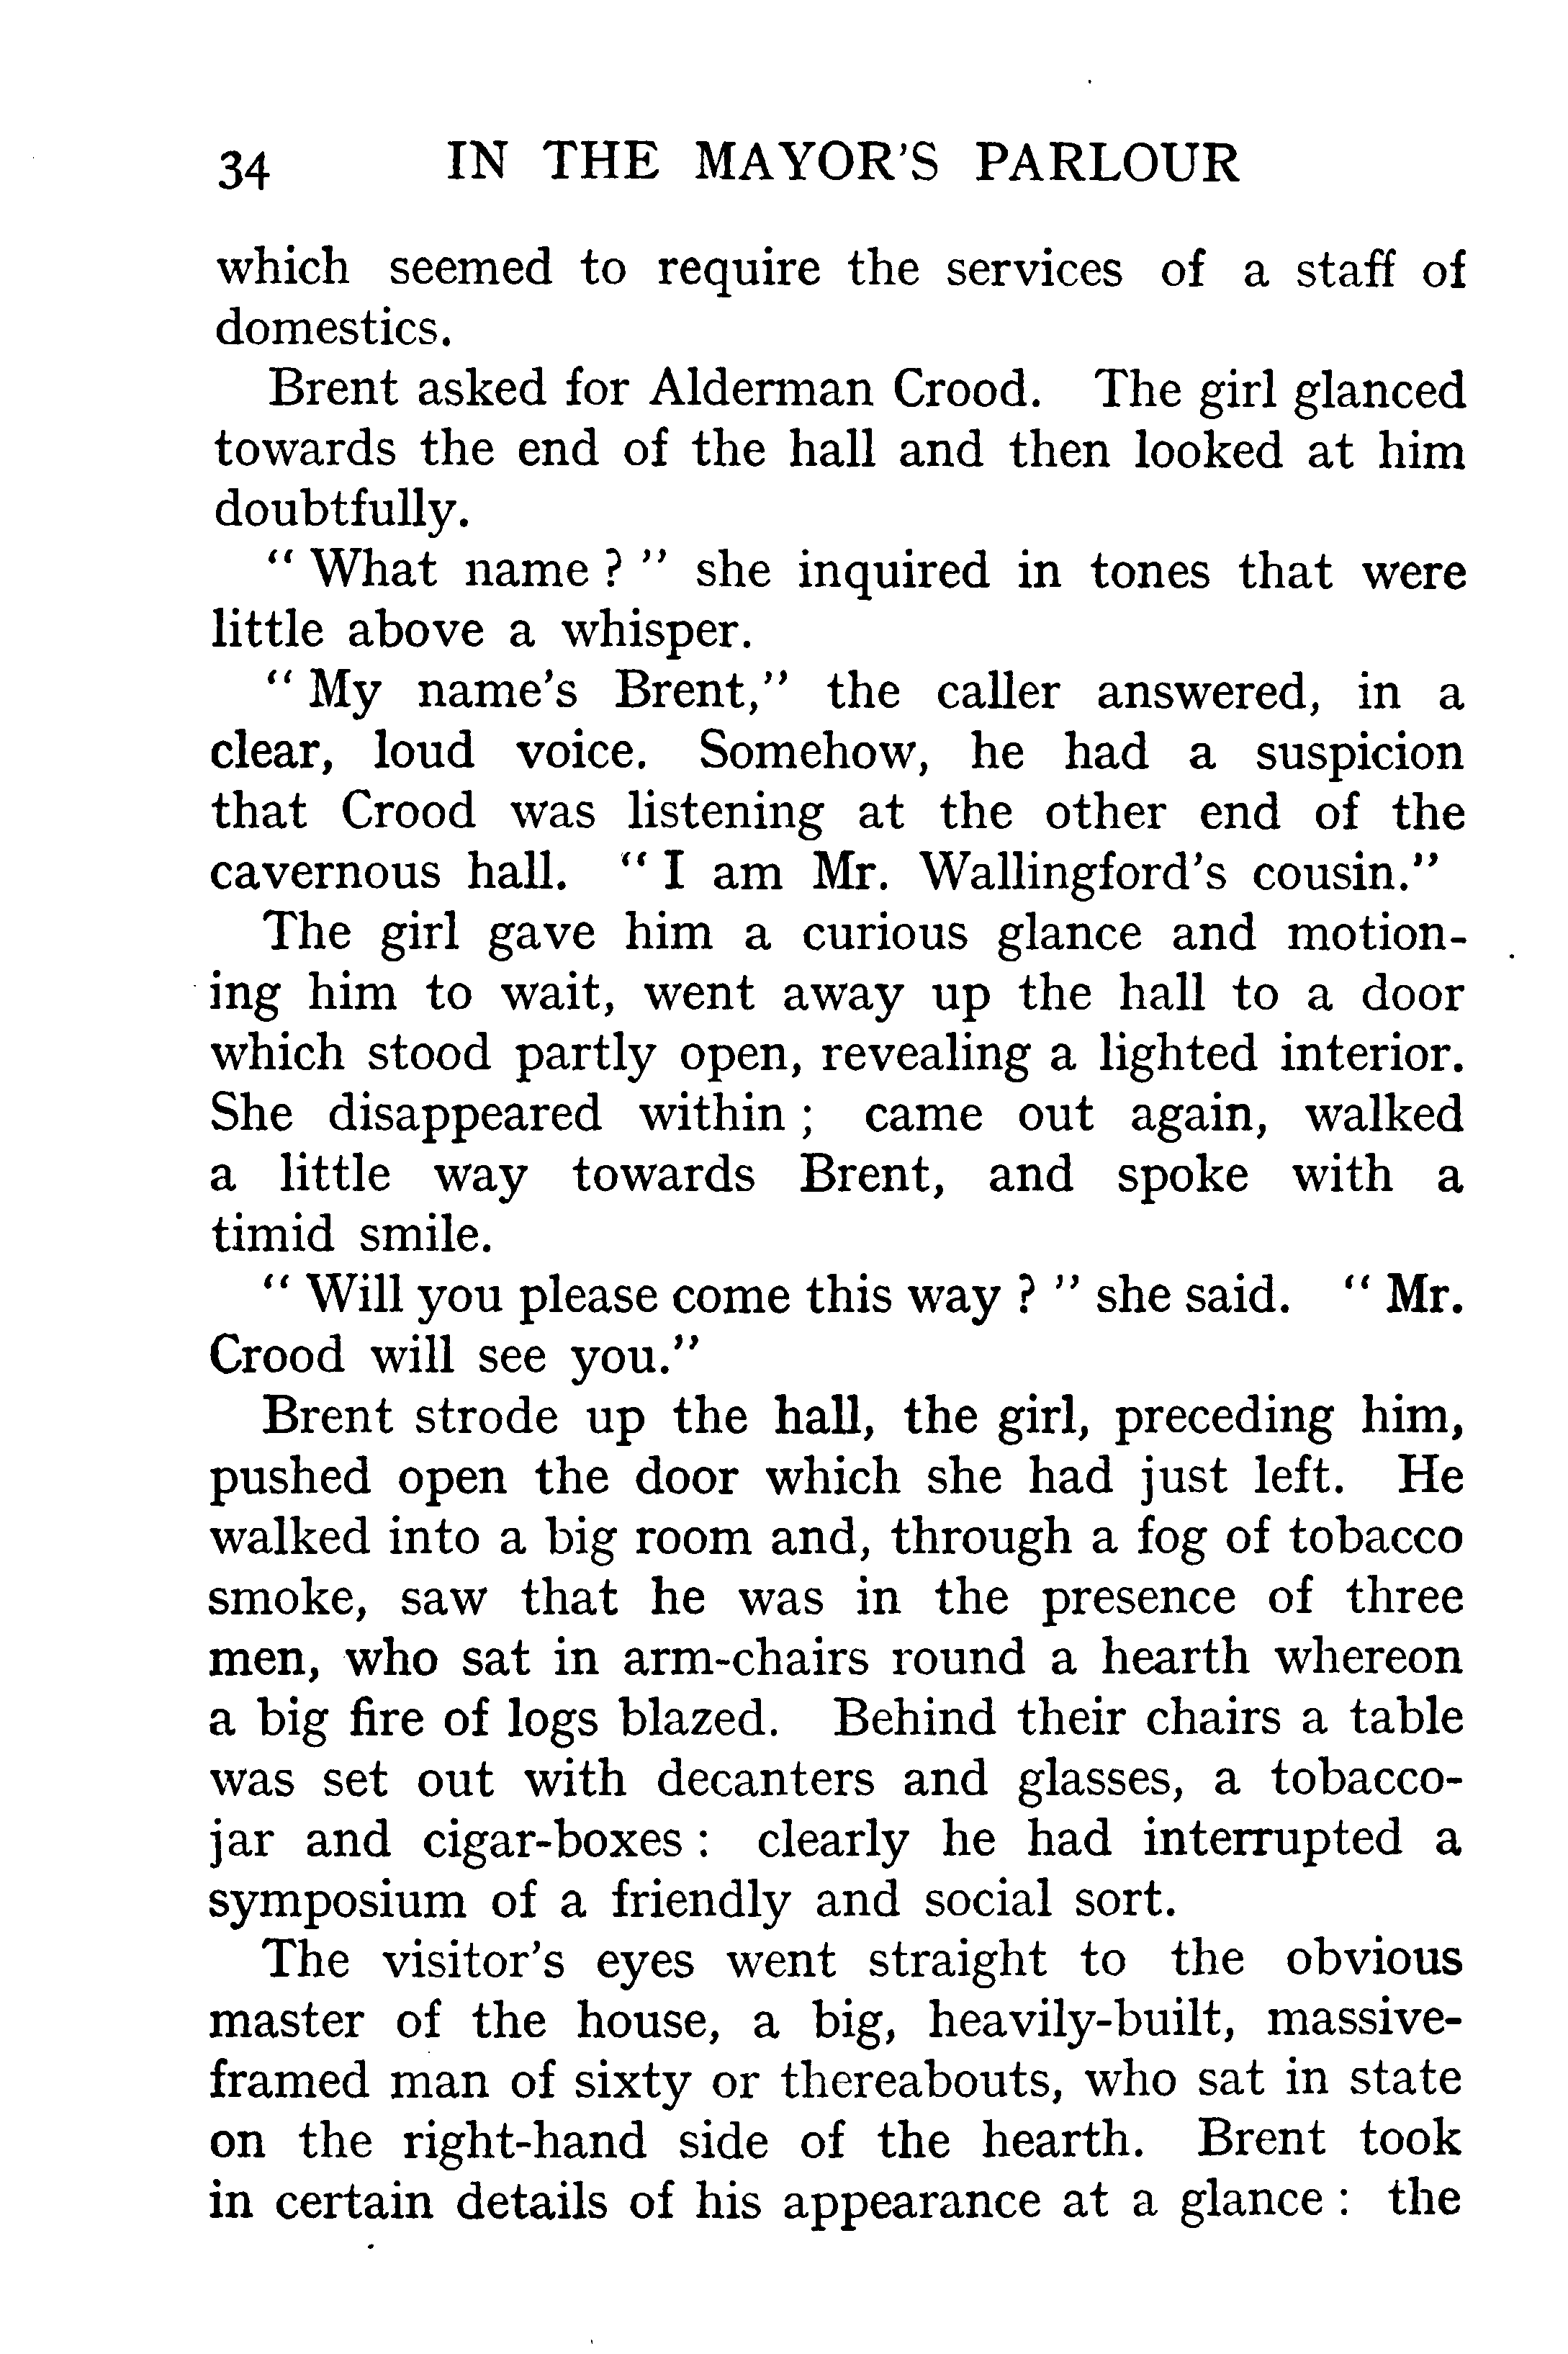 34 IN THE MAYOR'S PARLOUR
which seemed to require the services of a staff of
domestics.
Brent asked for Alderman Crood. The girl glanced
towards the end of the hall and then looked at him
doubtfully.
“ What name ? ” she inquired in tones that were
little above a whisper.
“ My name's Brent,” the caller answered, in a
clear, loud voice. Somehow, he had a suspicion
that Crood was listening at the other end of the
cavernous hall. “ I am Mr. Wallingford's cousin.”
The girl gave him a curious glance and motion-
ing him to wait, went away up the hall to a door
which stood partly open, revealing a lighted interior.
She disappeared within ; came out again, walked
a little way towards Brent, and spoke with a
timid smile.
“ Will you please come this way ? ” she said. “ Mr.
Crood will see you.”
Brent strode up the hall, the girl, preceding him,
pushed open the door which she had just left. He
walked into a big room and, through a fog of tobacco
smoke, saw that he was in the presence of three
men, who sat in arm-chairs round a hearth whereon
a big fire of logs blazed. Behind their chairs a table
was set out with decanters and glasses, a tobacco-
jar and cigar-boxes : clearly he had interrupted a
symposium of a friendly and social sort.
The visitor's eyes went straight to the obvious
master of the house, a big, heavily-built, massive-
framed man of sixty or thereabouts, who sat in state
on the right-hand side of the hearth. Brent took
in certain details of his appearance at a glance : the